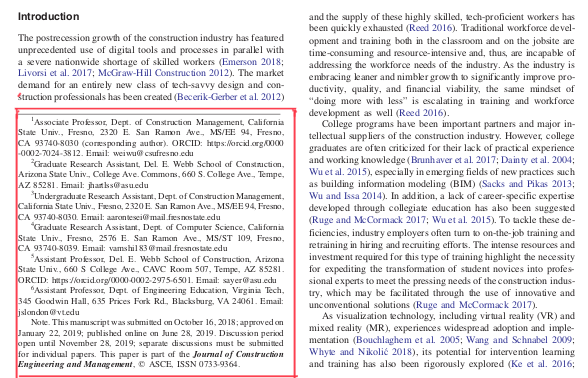 Introduction
The postrecession growth of the construction industry has featured
unprecedented use of digital tools and processes in parallel with
a severe nationwide shortage of skilled workers (Emerson 2018;
Livorsi et al. 2017; McGraw-Hill Construction 2012). The market
demand for an entirely new class of tech-savvy design and con-
struction professionals has been created (Becerik-Gerber et al. 2012)
1Associate Professor, Dept. of Construction Management, California
State Univ., Fresno, 2320 E. San Ramon Ave., MS/EE 94, Fresno,
CA 93740-8030 (corresponding author). ORCID: https://orcid.org/0000
-0002-7024-3812. Email: weiwu@csufresno.edu
2Graduate Research Assistant, Del E. Webb School of Construction,
Arizona State Univ., College Ave. Commons, 660 S. College Ave., Tempe,
AZ 85281. Email: jhartlss@asu.edu
3Undergraduate Research Assistant, Dept. of Construction Management,
California State Univ., Fresno, 2320 E. San Ramon Ave., MS/EE 94, Fresno,
CA 93740-8030. Email: aarontesei@mail.fresnostate.edu
4Graduate Research Assistant, Dept. of Computer Science, California
State Univ., Fresno, 2576 E. San Ramon Ave., MS/ST 109, Fresno,
CA 93740-8039. Email: vamshi183@mail.fresnostate.edu
5Assistant Professor, Del. E. Webb School of Construction, Arizona
State Univ., 660 S College Ave., CAVC Room 507, Tempe, AZ 85281.
ORCID: https://orcid.org/0000-0002-2975-6501. Email: sayer@asu.edu
6Assistant Professor, Dept. of Engineering Education, Virginia Tech,
345 Goodwin Hall, 635 Prices Fork Rd., Blacksburg, VA 24061. Email:
jslondon@vt.edu
Note. This manuscript was submitted on October 16, 2018; approved on
January 22, 2019; published online on June 28, 2019. Discussion period
open until November 28, 2019; separate discussions must be submitted
for individual papers. This paper is part of the Journal of Construction
Engineering and Management, © ASCE, ISSN 0733-9364.
and the supply of these highly skilled, tech-proficient workers has
been quickly exhausted (Reed 2016). Traditional workforce devel-
opment and training both in the classroom and on the jobsite are
time-consuming and resource-intensive and, thus, are incapable of
addressing the workforce needs of the industry. As the industry is
embracing leaner and nimbler growth to significantly improve pro-
ductivity, quality, and financial viability, the same mindset of
“doing more with less” is escalating in training and workforce
development as well (Reed 2016).
College programs have been important partners and major in-
tellectual suppliers of the construction industry. However, college
graduates are often criticized for their lack of practical experience
and working knowledge (Brunhaver et al. 2017; Dainty et al. 2004;
Wu et al. 2015), especially in emerging fields of new practices such
as building information modeling (BIM) (Sacks and Pikas 2013;
Wu and Issa 2014). In addition, a lack of career-specific expertise
developed through collegiate education has also been suggested
(Ruge and McCormack 2017; Wu et al. 2015). To tackle these de-
ficiencies, industry employers often turn to on-the-job training and
retraining in hiring and recruiting efforts. The intense resources and
investment required for this type of training highlight the necessity
for expediting the transformation of student novices into profes-
sional experts to meet the pressing needs of the construction indus-
try, which may be facilitated through the use of innovative and
unconventional solutions (Ruge and McCormack 2017).
As visualization technology, including virtual reality (VR) and
mixed reality (MR), experiences widespread adoption and imple-
mentation (Bouchlaghem et al. 2005; Wang and Schnabel 2009;
Whyte and Nikolić 2018), its potential for intervention learning
and training has also been rigorously explored (Ke et al. 2016;